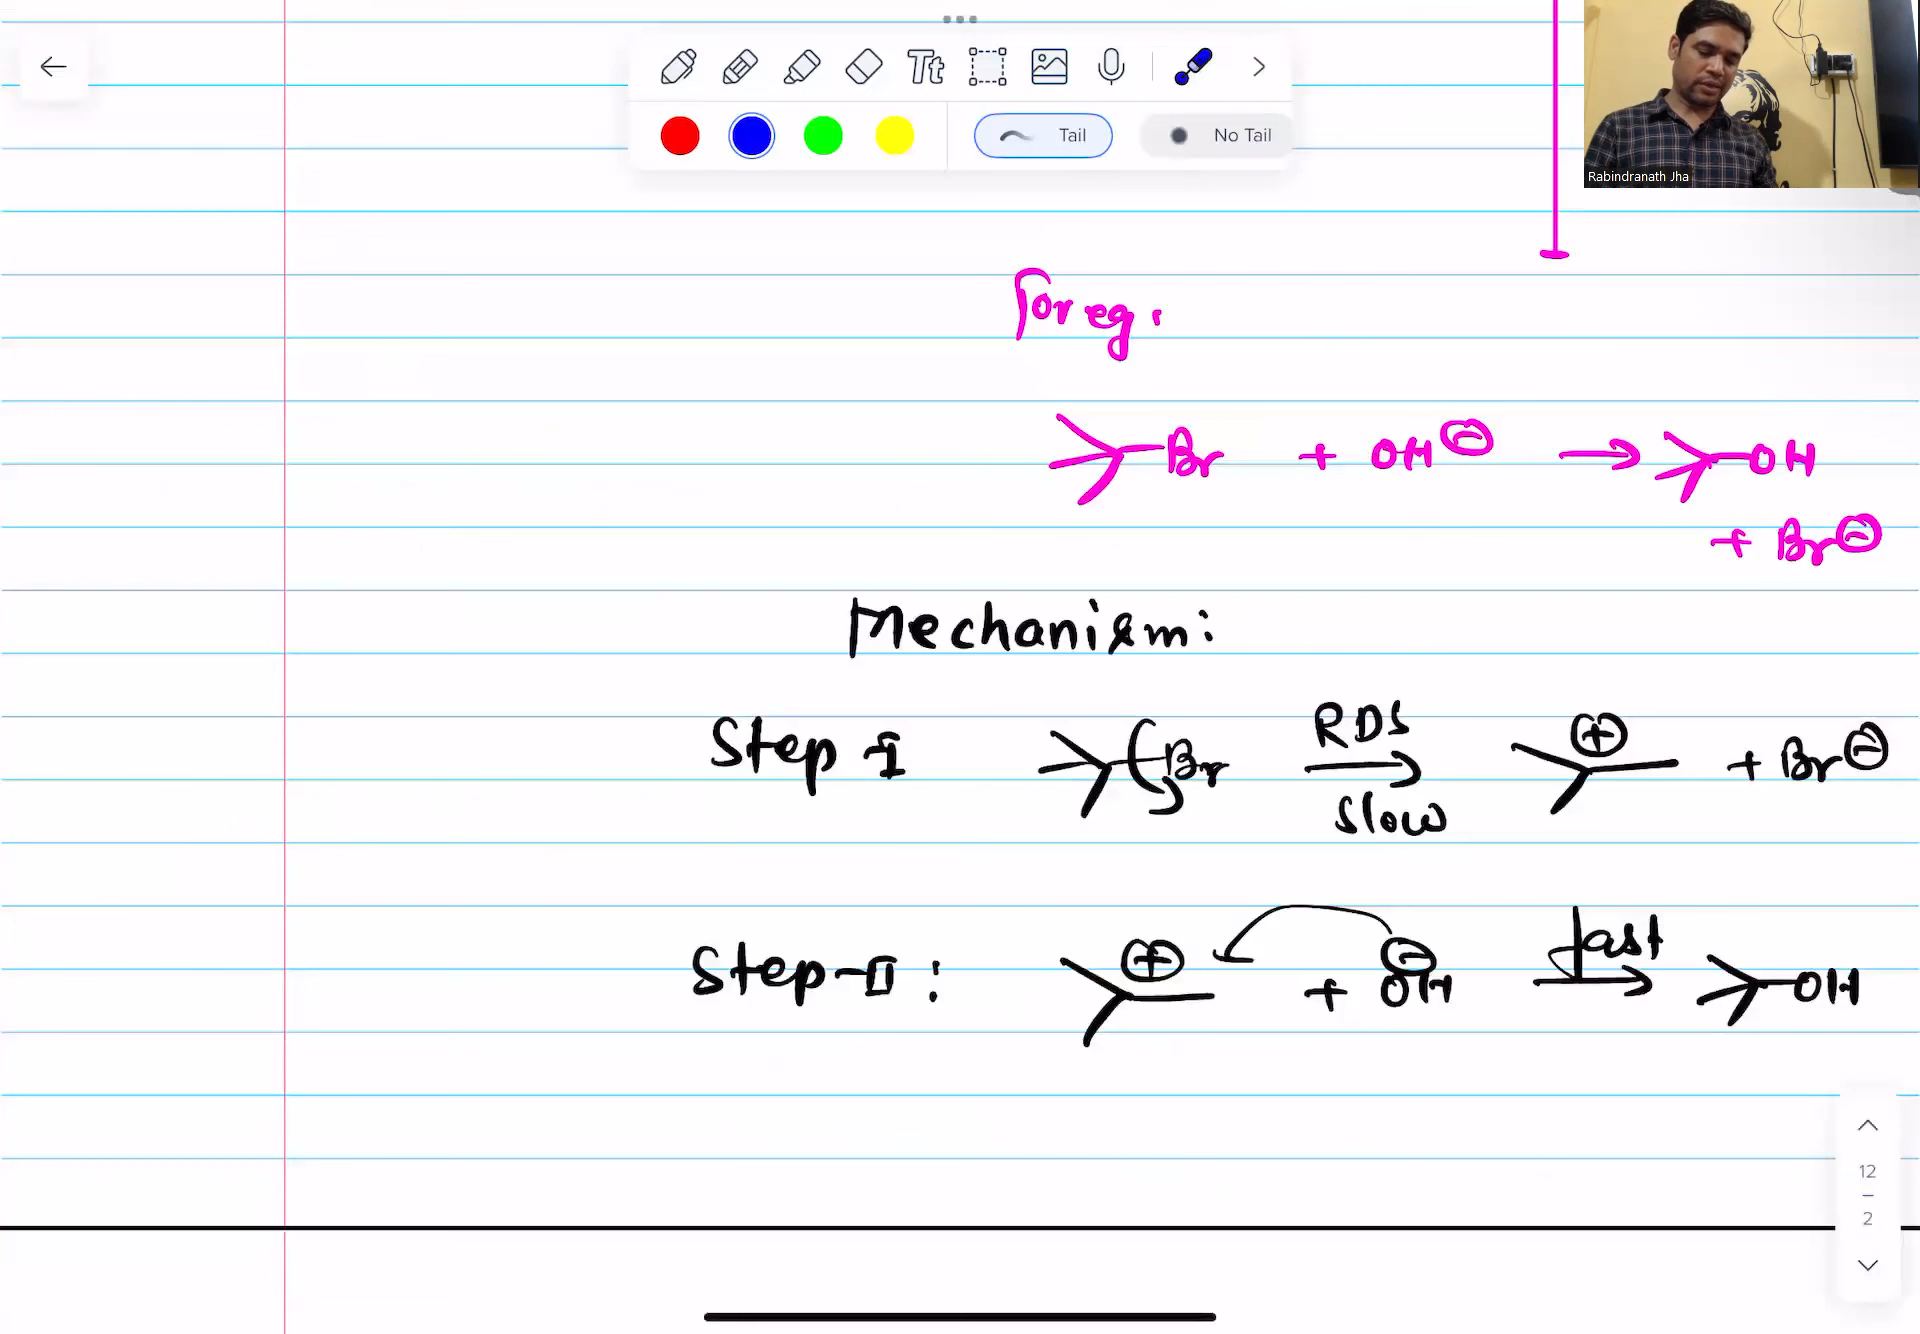 Tt
Tail
No Tail
Rabindranath Jha
For eg.
Br + OH⊖ → OH
+ Br⊖
Mechanism:
Step I Br RDS slow ⊕ + Br⊖
Step-II: ⊕ + OH⊖ fast OH
12
2